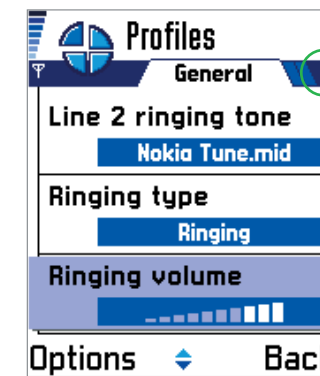 Profiles
General
Line 2 ringing tone
Nokia Tune.mid
Ringing type
Ringing
Ringing volume
Options Bac